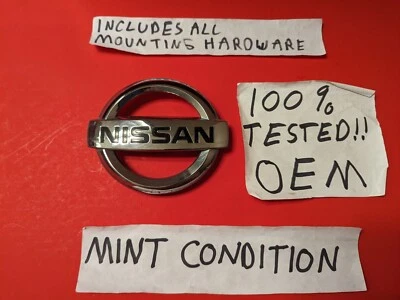 INCLUDES ALL
MOUNTING HARDWARE
NISSAN
100%
TESTED!!
OEM
MINT CONDITION